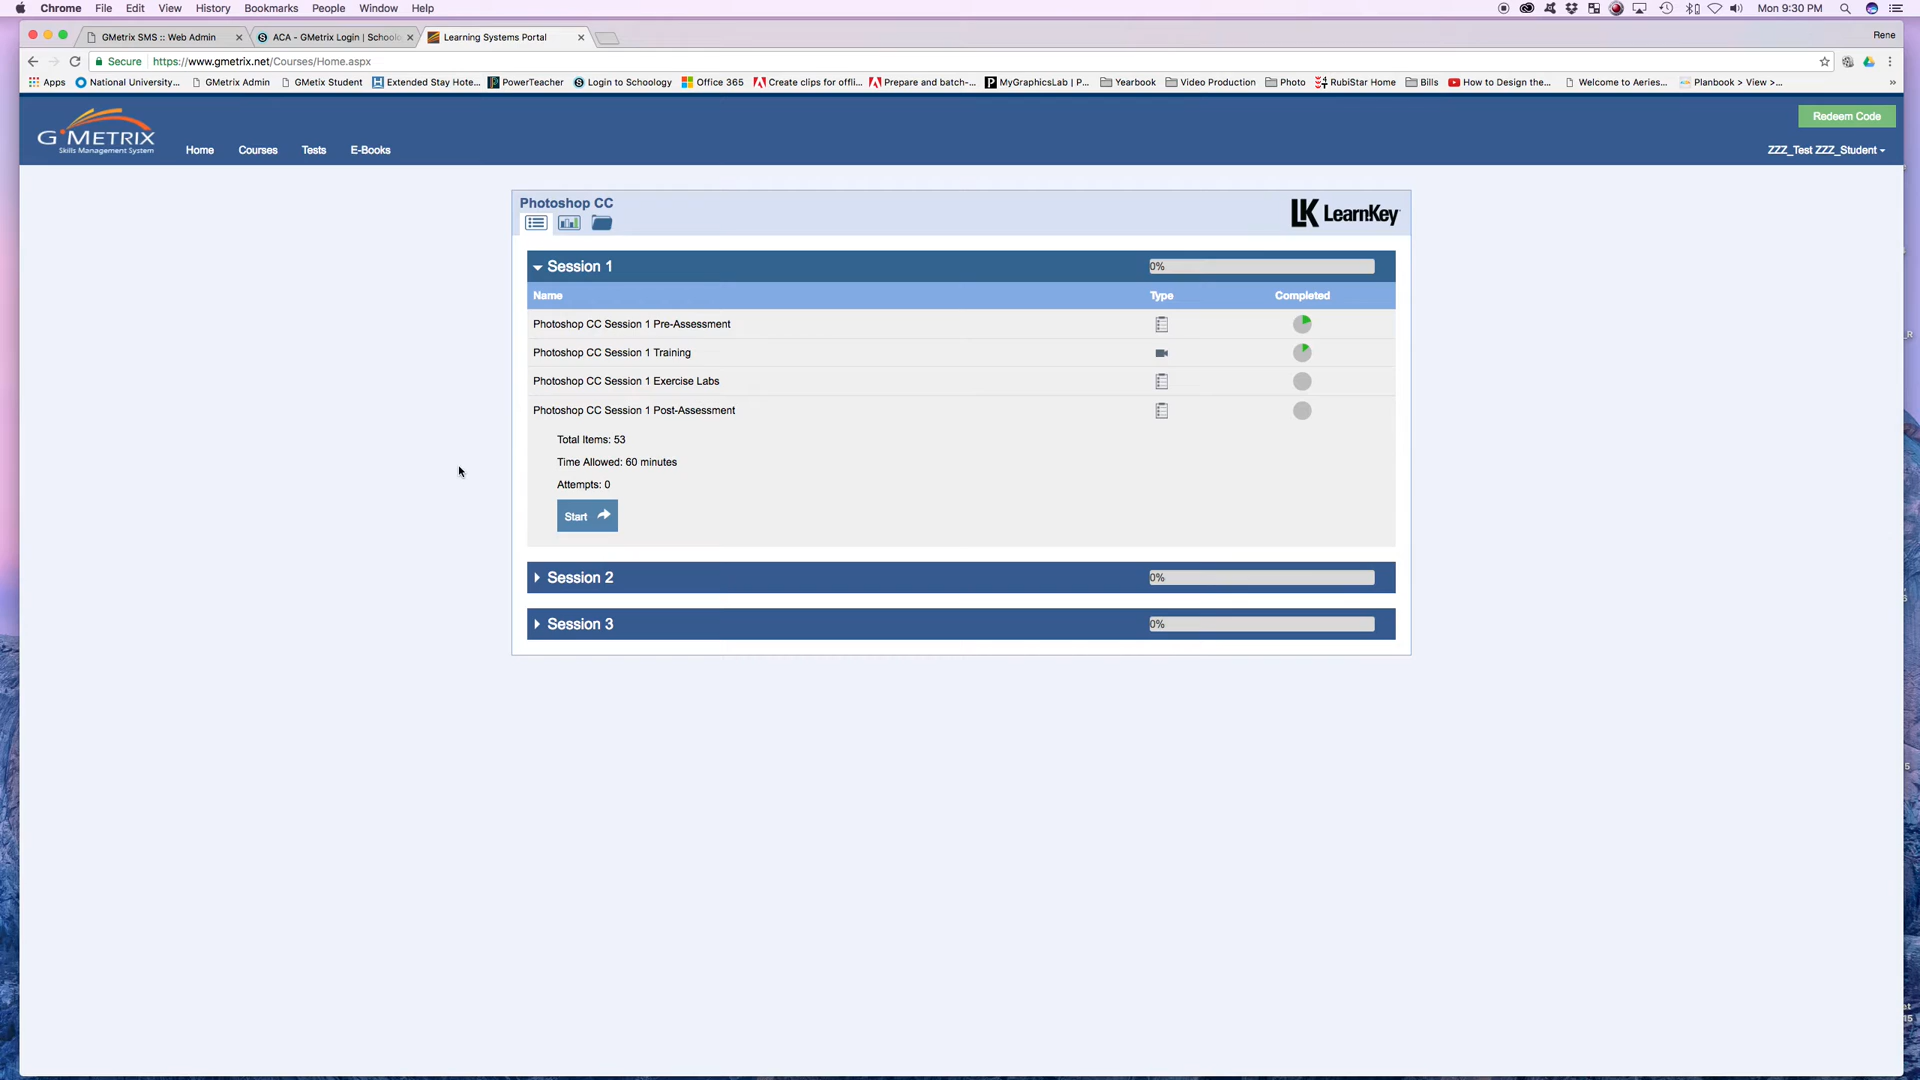 Chrome File Edit View History Bookmarks People Window Help Mon 9:30 PM
GMetrix SMS :: Web Admin ACA - GMetrix Login | Schoolo Learning Systems Portal Rene
Secure https://www.gmetrix.net/Courses/Home.aspx
Apps National University... GMetrix Admin GMetix Student Extended Stay Hote... PowerTeacher Login to Schoology Office 365 Create clips for offli... Prepare and batch-... MyGraphicsLab | P... Yearbook Video Production Photo RubiStar Home Bills How to Design the... Welcome to Aeries... Planbook > View >... »
G METRIX
Skills Management System
Redeem Code
Home Courses Tests E-Books ZZZ_Test ZZZ_Student
Photoshop CC
LK LearnKey
Session 1 0%
Name Type Completed
Photoshop CC Session 1 Pre-Assessment
Photoshop CC Session 1 Training
Photoshop CC Session 1 Exercise Labs
Photoshop CC Session 1 Post-Assessment
Total Items: 53
Time Allowed: 60 minutes
Attempts: 0
Start
Session 2 0%
Session 3 0%